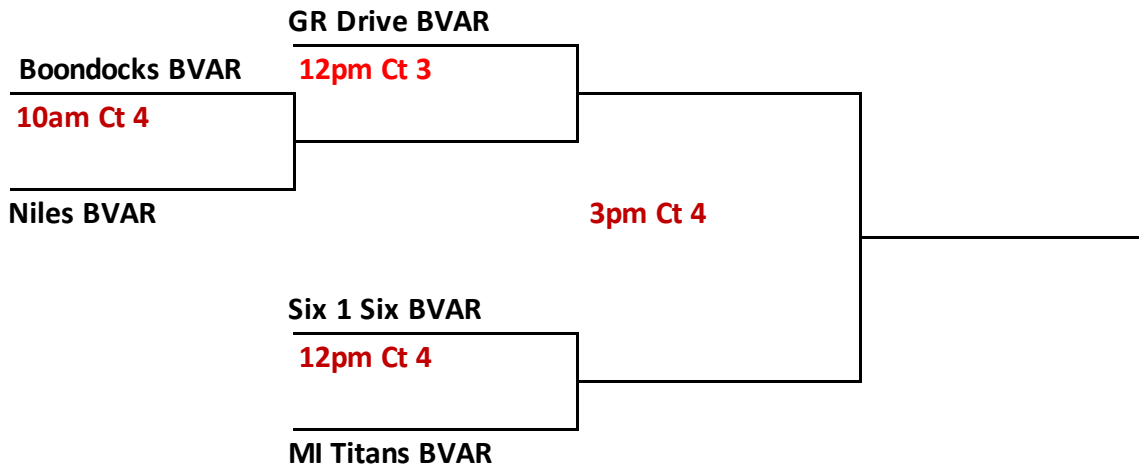 GR Drive BVAR
Boondocks BVAR
12pm Ct 3
10am Ct 4
Niles BVAR
3pm Ct 4
Six 1 Six BVAR
12pm Ct 4
MI Titans BVAR